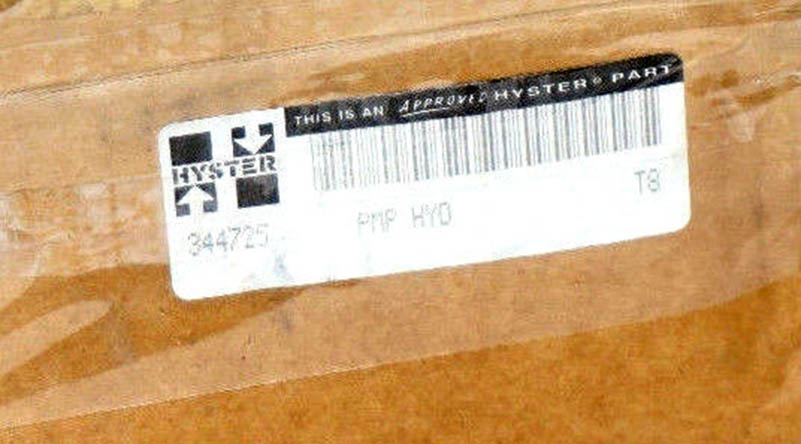 THIS IS AN APPROVED HYSTER® PART
HYSTER
344725 PMP HYD T8